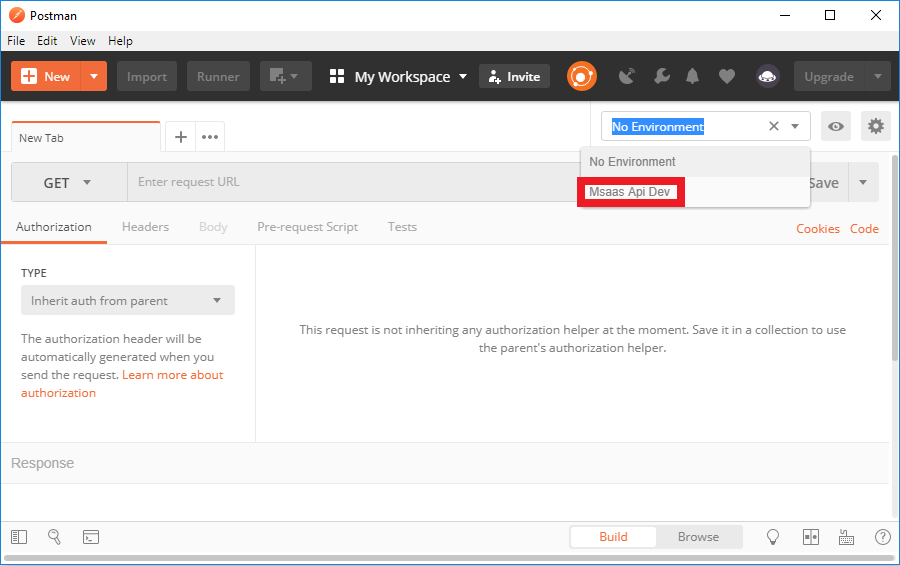 Postman
File Edit View Help
New Import Runner My Workspace Invite Upgrade
New Tab
No Environment
No Environment
Msaas Api Dev
GET Enter request URL
Save
Authorization Headers Body Pre-request Script Tests Cookies Code
TYPE
Inherit auth from parent
The authorization header will be
automatically generated when you
send the request. Learn more about
authorization
This request is not inheriting any authorization helper at the moment. Save it in a collection to use
the parent's authorization helper.
Response
Build Browse